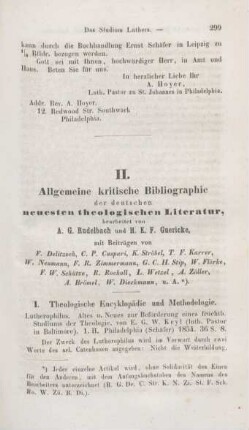 Das Studium Luthers. — 299
kann durch die Buchhandlung Ernst Schäfer in Leipzig zu
Bilde. bezogen werden.
Gott sei mit Ihnen, hochwürdiger Herr, in Amt und
Haus. Beten Sie für uns!
In herzlicher Liebe Ihr
A. Hoyer,
Luth. Pastor zu St. Johannes in Philadelphia.
Addr. Rev. A. Hoyer.
12. Redwood Str. Southwark
Philadelphia.
II.
Allgemeine kritische Bibliographie
der deutschen
neuesten theologischen Literatur,
bearbeitet von
A. G. Rudelbach und H. E. F. Guericke,
mit Beiträgen von
F. Delitzsch, C. P. Caspari, K. Ströbel, T. F. Karrer,
W. Neumann, F. R. Zimmermann, G. C. H. Stip, W. Flörke,
F. W. Schütze, R. Rocholl, L. Wetzel, A. Zöller,
A. Brömel, W. Dieckmann, u. A.*).
I. Theologische Encyklopädie und Methodologie.
Lutherophilus. Altes u. Neues zur Beförderung eines fruchtb.
Studiums der Theologie, von E. G. W. Keyl (luth. Pastor
in Baltimore). 1. H. Philadelphia (Schäfer) 1854. 36 S. 8.
Der Zweck des Lutherophilus wird im Vorwort durch zwei
Worte des sel. Catenhusen angegeben. Nicht die Weiterbildung,
*) Jeder einzelne Artikel wird, ohne Solidarität des Einen
für den Anderen, mit dem Anfangsbuchstaben des Namens des
Bearbeiters unterzeichnet (R. G. De. C. Str. K. N. Zi. St. F. Sch.
Ro. W. Zö. B. Di.).